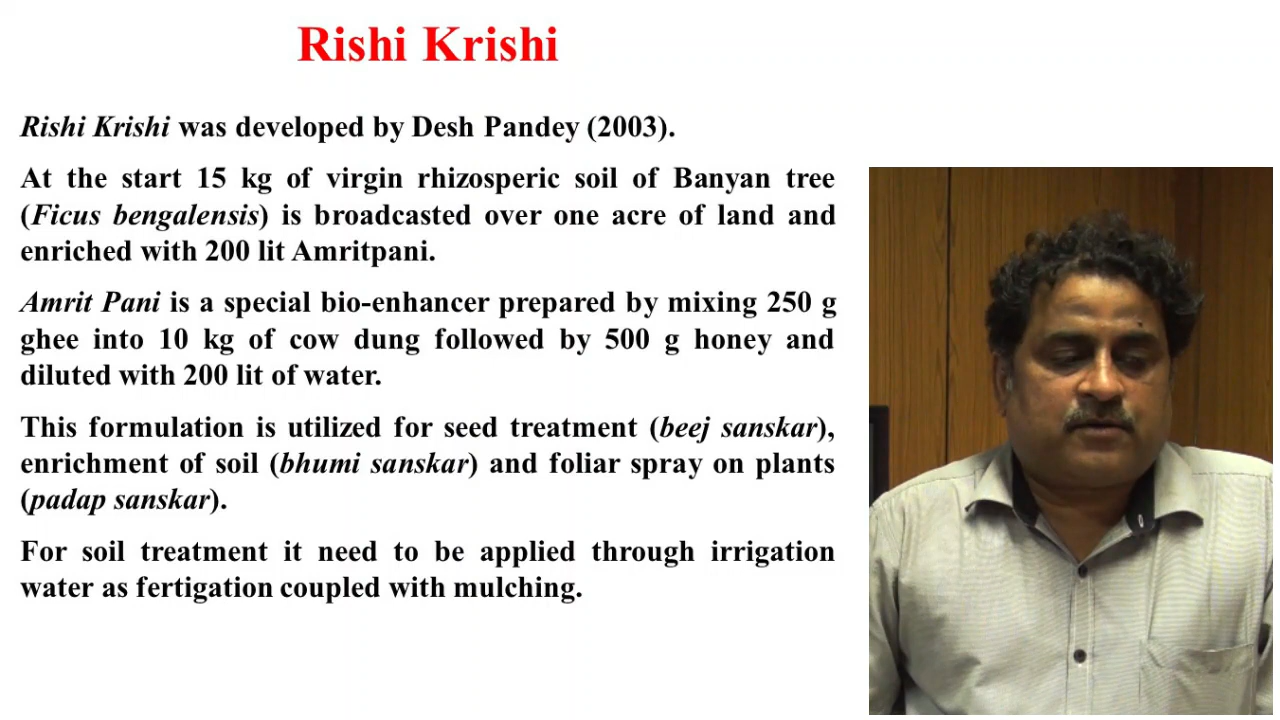 Rishi Krishi
Rishi Krishi was developed by Desh Pandey (2003).
At the start 15 kg of virgin rhizosperic soil of Banyan tree
(Ficus bengalensis) is broadcasted over one acre of land and
enriched with 200 lit Amritpani.
Amrit Pani is a special bio-enhancer prepared by mixing 250 g
ghee into 10 kg of cow dung followed by 500 g honey and
diluted with 200 lit of water.
This formulation is utilized for seed treatment (beej sanskar),
enrichment of soil (bhumi sanskar) and foliar spray on plants
(padap sanskar).
For soil treatment it need to be applied through irrigation
water as fertigation coupled with mulching.